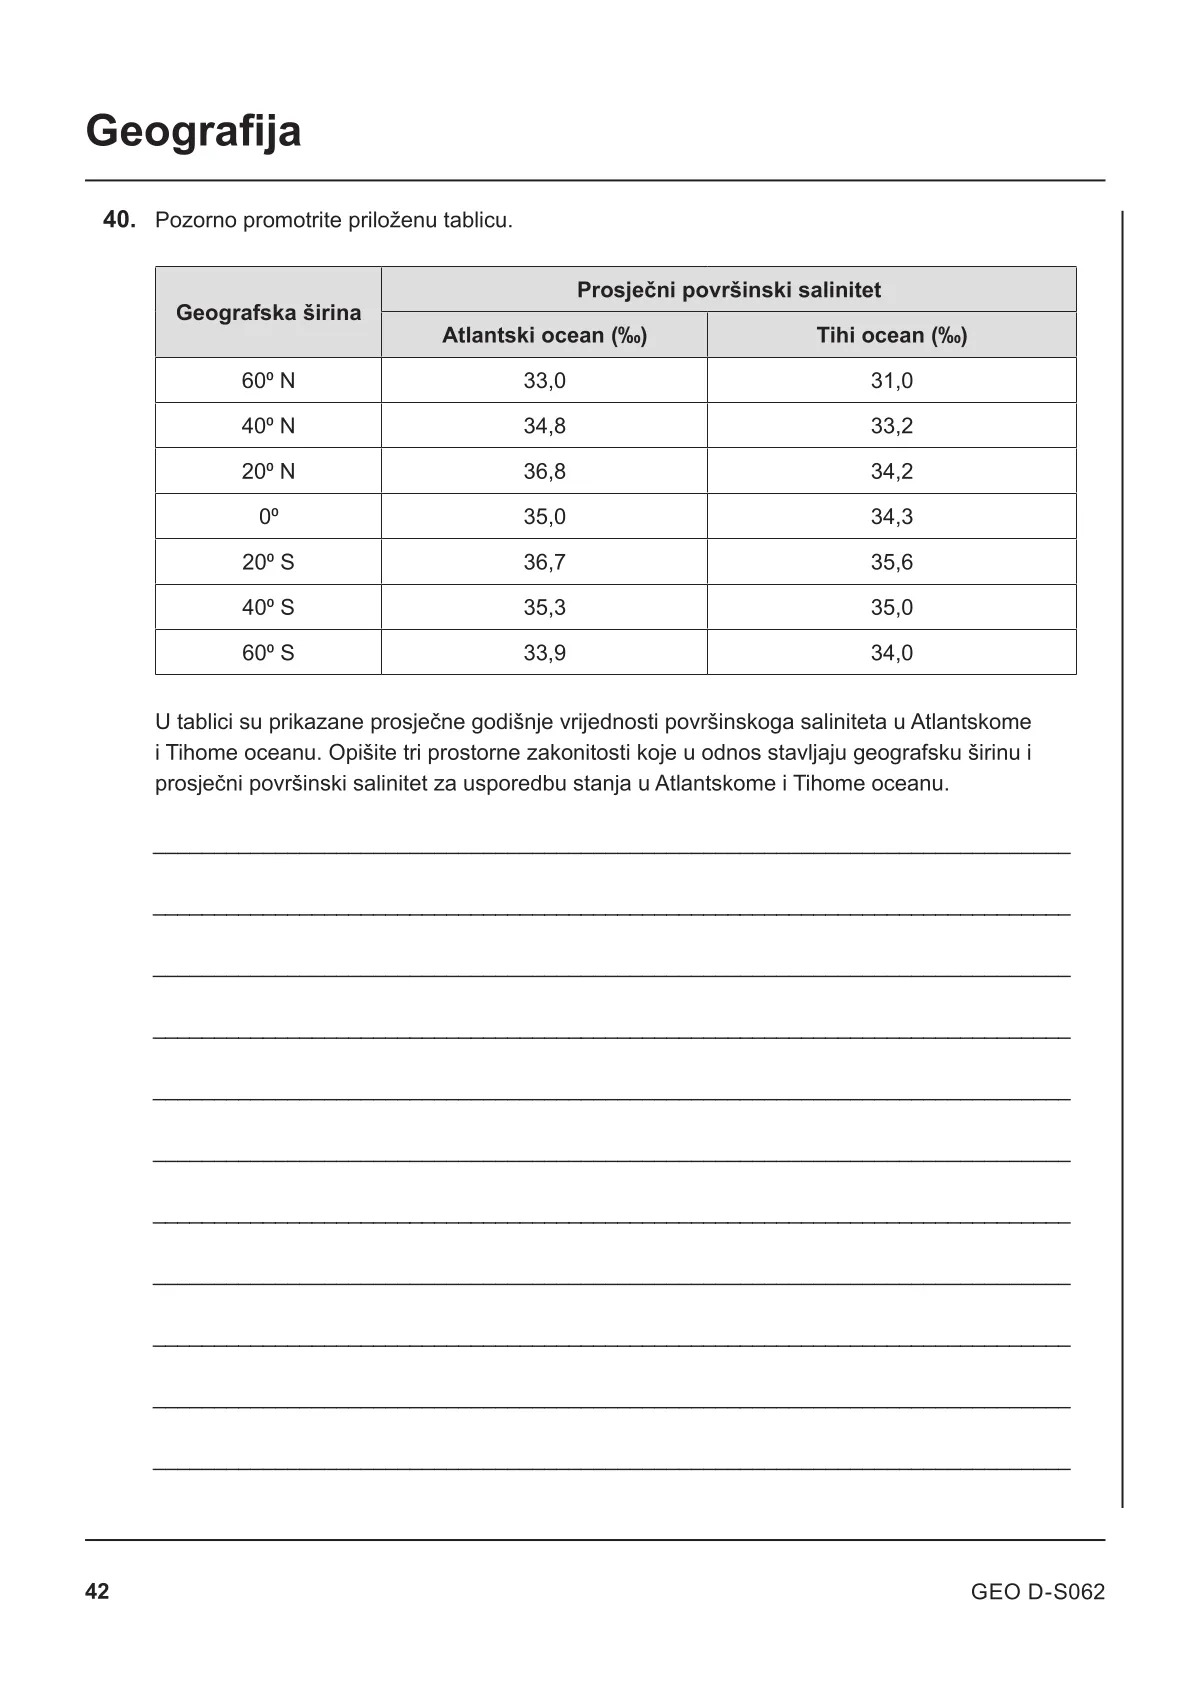 Geografija
40. Pozorno promotrite priloženu tablicu.
Geografska širina
Prosječni površinski salinitet
Atlantski ocean (‰) Tihi ocean (‰)
60º N 33,0 31,0
40º N 34,8 33,2
20º N 36,8 34,2
0º 35,0 34,3
20º S 36,7 35,6
40º S 35,3 35,0
60º S 33,9 34,0
U tablici su prikazane prosječne godišnje vrijednosti površinskoga saliniteta u Atlantskome
i Tihome oceanu. Opišite tri prostorne zakonitosti koje u odnos stavljaju geografsku širinu i
prosječni površinski salinitet za usporedbu stanja u Atlantskome i Tihome oceanu.
42
GEO D-S062